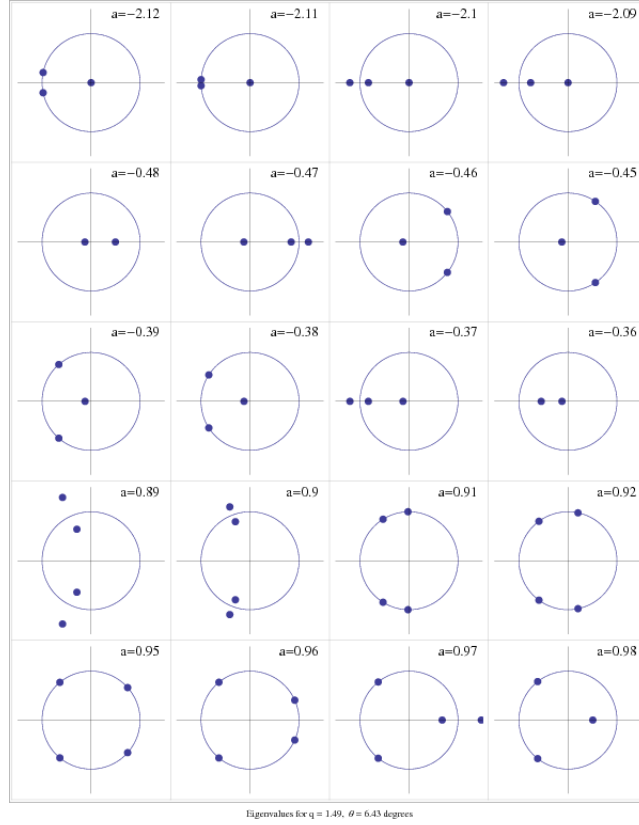 a=−2.12 a=−2.11 a=−2.1 a=−2.09
a=−0.48 a=−0.47 a=−0.46 a=−0.45
a=−0.39 a=−0.38 a=−0.37 a=−0.36
a=0.89 a=0.9 a=0.91 a=0.92
a=0.95 a=0.96 a=0.97 a=0.98
Eigenvalues for q = 1.49, θ = 6.43 degrees